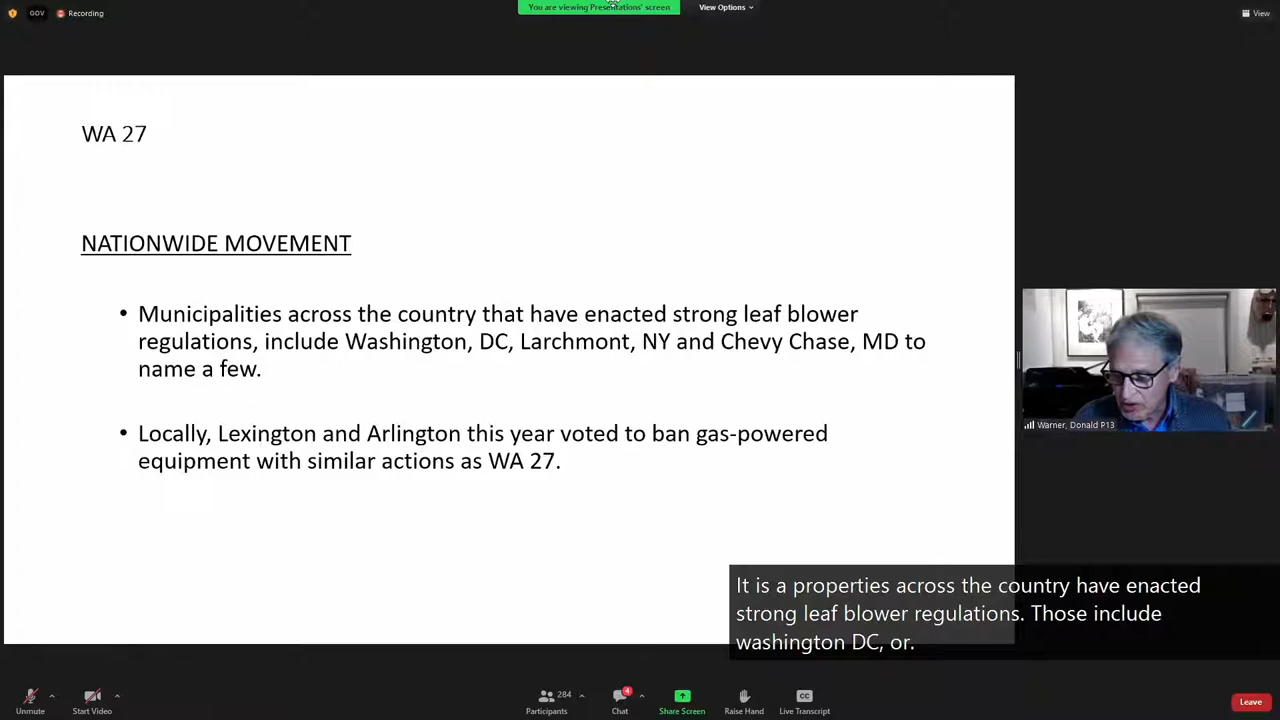 GOV
Recording
You are viewing Presentations' screen
View Options
View
WA 27
NATIONWIDE MOVEMENT
• Municipalities across the country that have enacted strong leaf blower
regulations, include Washington, DC, Larchmont, NY and Chevy Chase, MD to
name a few.
• Locally, Lexington and Arlington this year voted to ban gas-powered
equipment with similar actions as WA 27.
Warner, Donald P13
It is a properties across the country have enacted
strong leaf blower regulations. Those include
washington DC, or.
Unmute
Start Video
284
Participants
4
Chat
Share Screen
Raise Hand
CC
Live Transcript
Leave